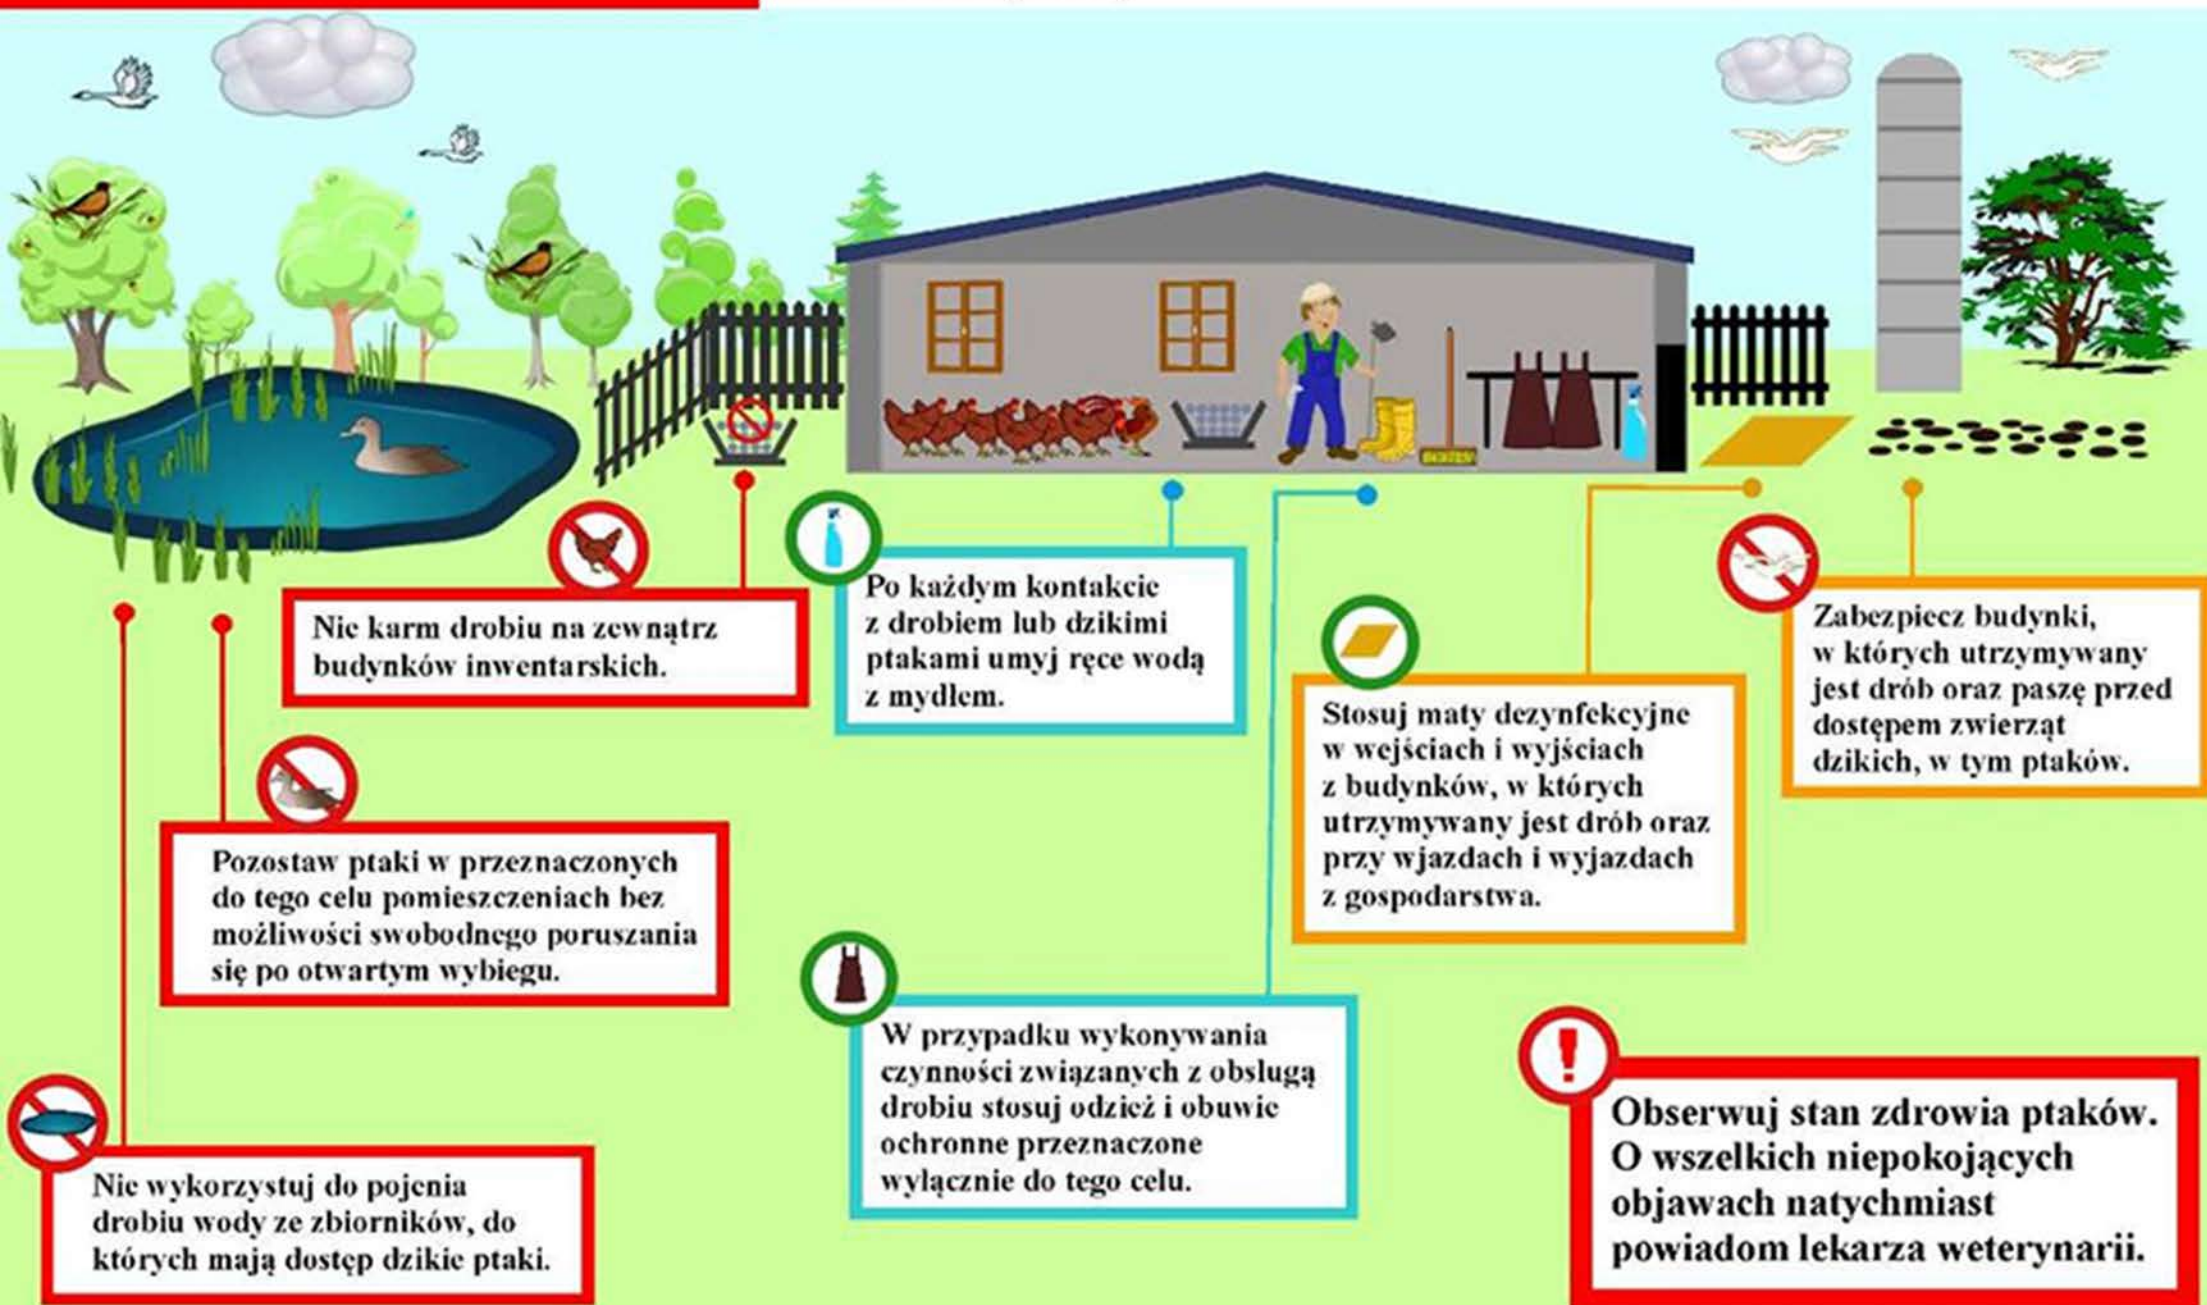 Nie karm drobiu na zewnątrz
budynków inwentarskich.
Po każdym kontakcie
z drobiem lub dzikimi
ptakami umyj ręce wodą
z mydłem.
Zabezpiecz budynki,
w których utrzymywany
jest drób oraz paszę przed
dostępem zwierząt
dzikich, w tym ptaków.
Stosuj maty dezynfekcyjne
w wejściach i wyjściach
z budynków, w których
utrzymywany jest drób oraz
przy wjazdach i wyjazdach
z gospodarstwa.
Pozostaw ptaki w przeznaczonych
do tego celu pomieszczeniach bez
możliwości swobodnego poruszania
się po otwartym wybiegu.
W przypadku wykonywania
czynności związanych z obsługą
drobiu stosuj odzież i obuwie
ochronne przeznaczone
wyłącznie do tego celu.
Nie wykorzystuj do pojenia
drobiu wody ze zbiorników, do
których mają dostęp dzikie ptaki.
!
Obserwuj stan zdrowia ptaków.
O wszelkich niepokojących
objawach natychmiast
powiadom lekarza weterynarii.